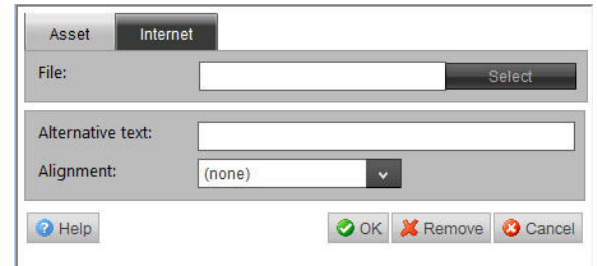 Asset Internet
File: Select
Alternative text:
Alignment: (none)
Help OK Remove Cancel